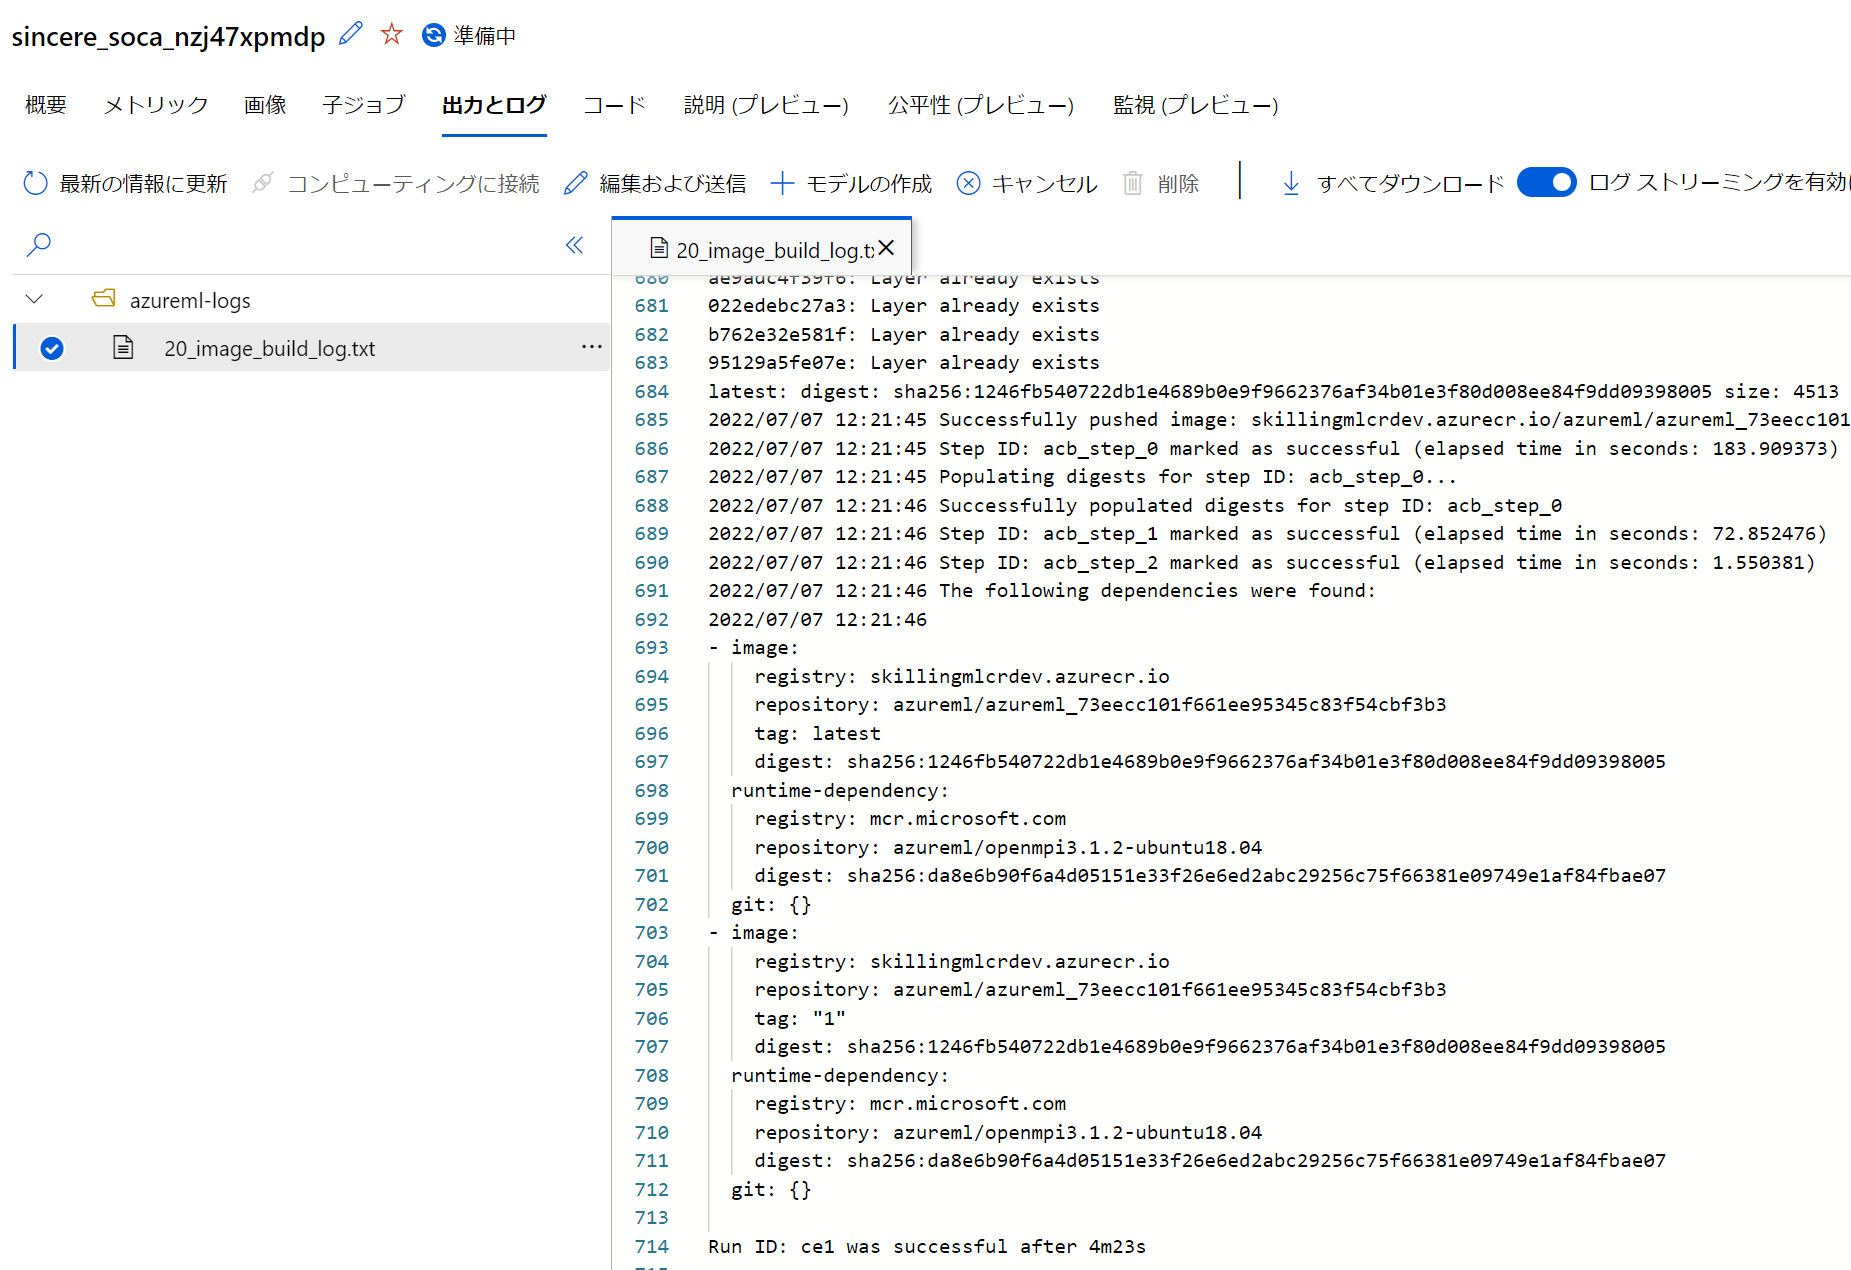 sincere_soca_nzj47xpmdp 準備中
概要 メトリック 画像 子ジョブ 出力とログ コード 説明 (プレビュー) 公平性 (プレビュー) 監視 (プレビュー)
最新の情報に更新 コンピューティングに接続 編集および送信 モデルの作成 キャンセル 削除 すべてダウンロード ログ ストリーミングを有効に
20_image_build_log.tx
azureml-logs
20_image_build_log.txt
680 ae9adc4f39f6: Layer already exists
681 022edebc27a3: Layer already exists
682 b762e32e581f: Layer already exists
683 95129a5fe07e: Layer already exists
684 latest: digest: sha256:1246fb540722db1e4689b0e9f9662376af34b01e3f80d008ee84f9dd09398005 size: 4513
685 2022/07/07 12:21:45 Successfully pushed image: skillingmlcrdev.azurecr.io/azureml/azureml_73eecc101
686 2022/07/07 12:21:45 Step ID: acb_step_0 marked as successful (elapsed time in seconds: 183.909373)
687 2022/07/07 12:21:45 Populating digests for step ID: acb_step_0...
688 2022/07/07 12:21:46 Successfully populated digests for step ID: acb_step_0
689 2022/07/07 12:21:46 Step ID: acb_step_1 marked as successful (elapsed time in seconds: 72.852476)
690 2022/07/07 12:21:46 Step ID: acb_step_2 marked as successful (elapsed time in seconds: 1.550381)
691 2022/07/07 12:21:46 The following dependencies were found:
692 2022/07/07 12:21:46
693 - image:
694 registry: skillingmlcrdev.azurecr.io
695 repository: azureml/azureml_73eecc101f661ee95345c83f54cbf3b3
696 tag: latest
697 digest: sha256:1246fb540722db1e4689b0e9f9662376af34b01e3f80d008ee84f9dd09398005
698 runtime-dependency:
699 registry: mcr.microsoft.com
700 repository: azureml/openmpi3.1.2-ubuntu18.04
701 digest: sha256:da8e6b90f6a4d05151e33f26e6ed2abc29256c75f66381e09749e1af84fbae07
702 git: {}
703 - image:
704 registry: skillingmlcrdev.azurecr.io
705 repository: azureml/azureml_73eecc101f661ee95345c83f54cbf3b3
706 tag: "1"
707 digest: sha256:1246fb540722db1e4689b0e9f9662376af34b01e3f80d008ee84f9dd09398005
708 runtime-dependency:
709 registry: mcr.microsoft.com
710 repository: azureml/openmpi3.1.2-ubuntu18.04
711 digest: sha256:da8e6b90f6a4d05151e33f26e6ed2abc29256c75f66381e09749e1af84fbae07
712 git: {}
713
714 Run ID: ce1 was successful after 4m23s